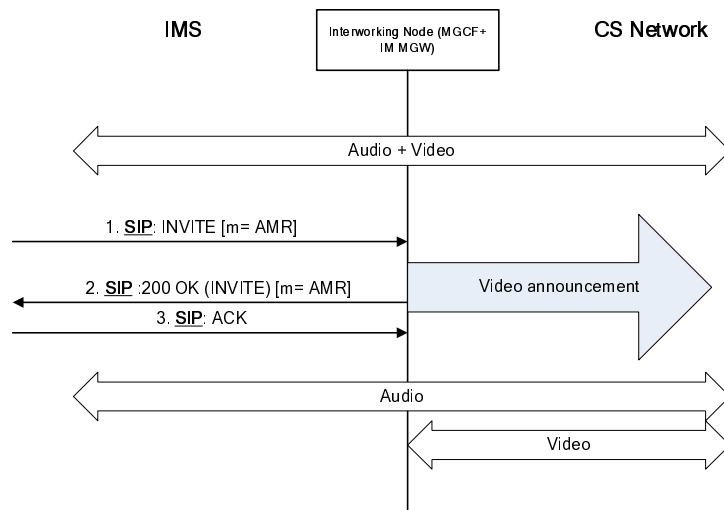 IMS
Interworking Node (MGCF+
IM MGW)
CS Network
Audio + Video
1. SIP: INVITE [m= AMR]
2. SIP :200 OK (INVITE) [m= AMR]
Video announcement
3. SIP: ACK
Audio
Video